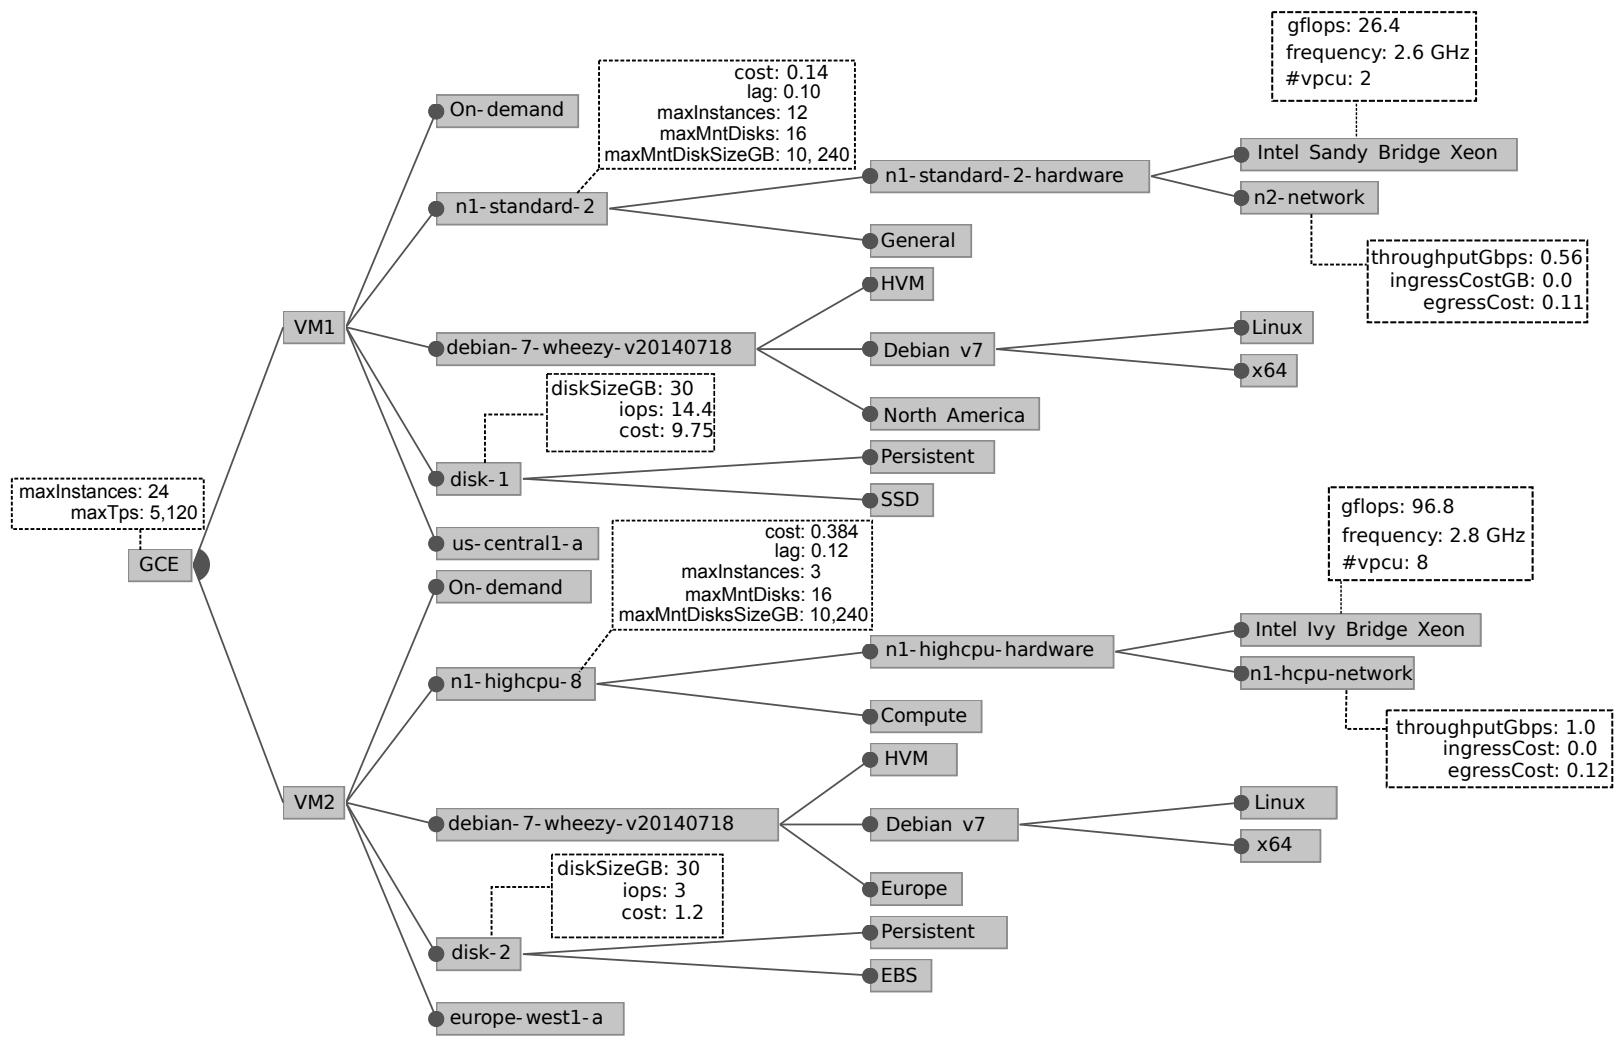 gflops: 26.4
frequency: 2.6 GHz
#vpcu: 2
cost: 0.14
lag: 0.10
maxInstances: 12
maxMntDisks: 16
maxMntDiskSizeGB: 10, 240
On-demand
Intel Sandy Bridge Xeon
n1-standard-2-hardware
n2-network
n1-standard-2
General
throughputGbps: 0.56
ingressCostGB: 0.0
egressCost: 0.11
HVM
VM1
Linux
debian-7-wheezy-v20140718
Debian v7
x64
diskSizeGB: 30
iops: 14.4
cost: 9.75
North America
Persistent
disk-1
SSD
maxInstances: 24
maxTps: 5,120
GCE
us-central1-a
gflops: 96.8
frequency: 2.8 GHz
#vpcu: 8
cost: 0.384
lag: 0.12
maxInstances: 3
maxMntDisks: 16
maxMntDisksSizeGB: 10,240
On-demand
Intel Ivy Bridge Xeon
n1-highcpu-hardware
n1-hcpu-network
n1-highcpu-8
Compute
throughputGbps: 1.0
ingressCost: 0.0
egressCost: 0.12
HVM
VM2
Linux
debian-7-wheezy-v20140718
Debian v7
x64
diskSizeGB: 30
iops: 3
cost: 1.2
Europe
Persistent
disk-2
EBS
europe-west1-a